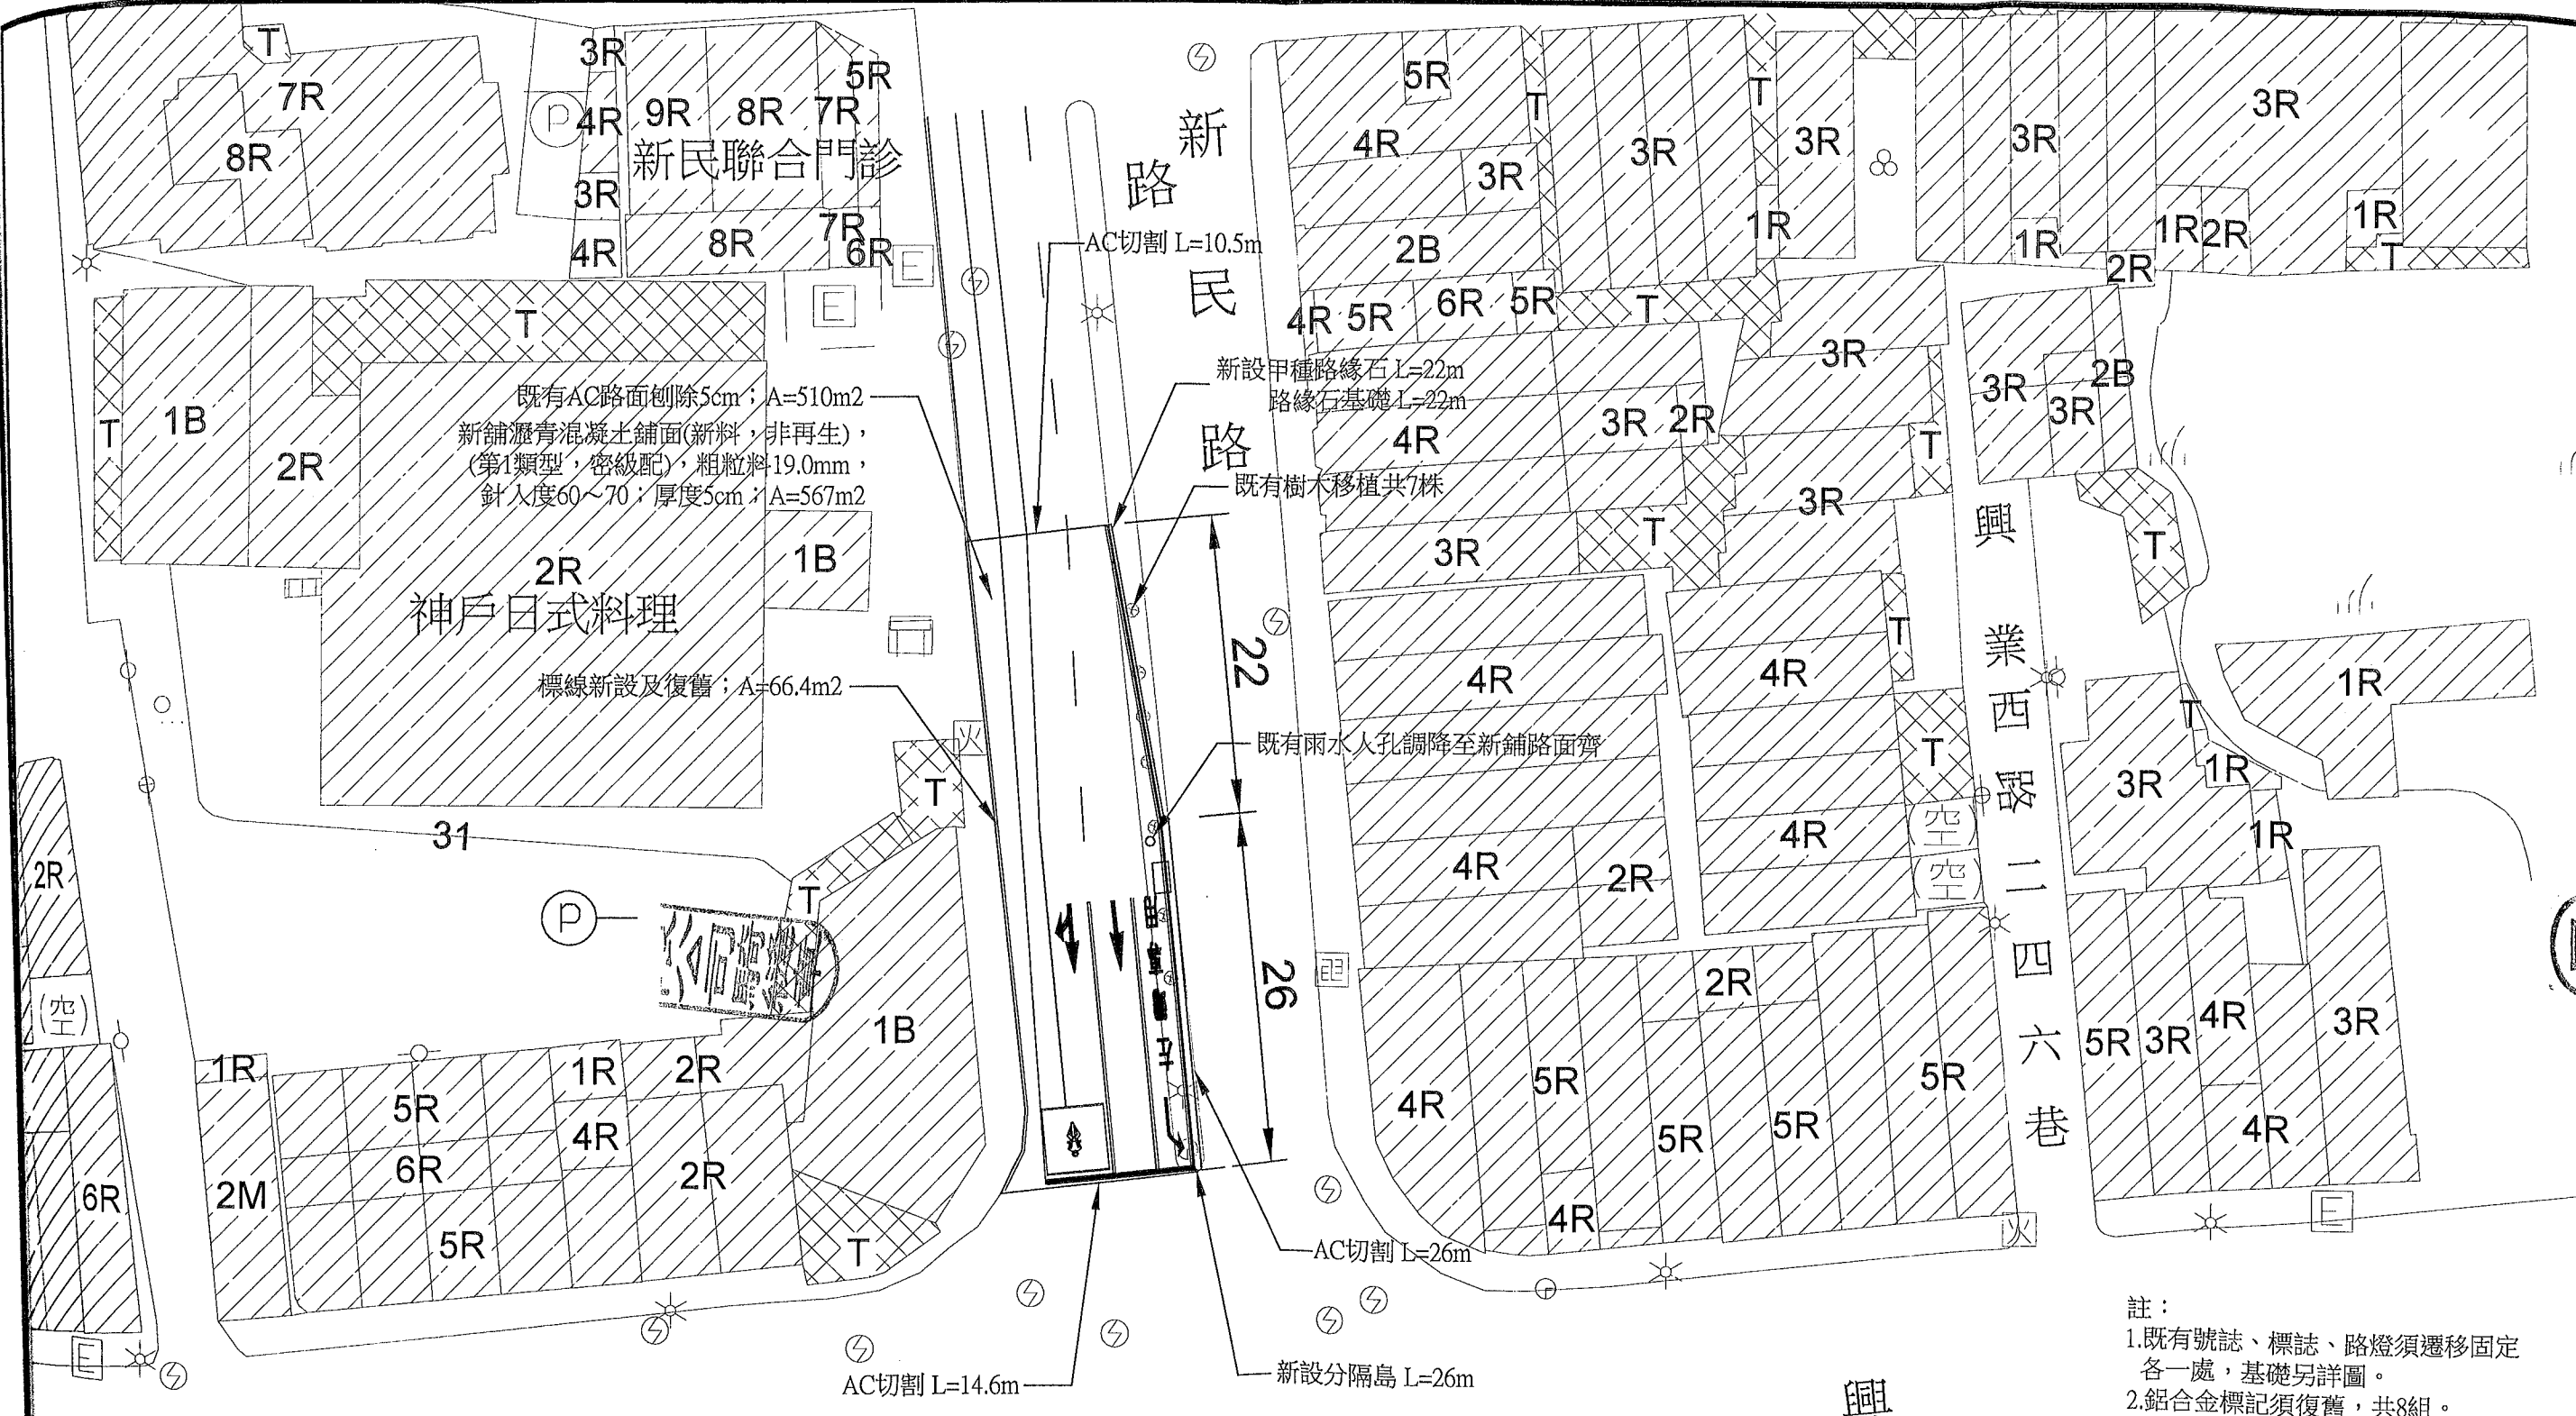 T
7R
8R
3R
4R
3R
4R
P
9R
8R
7R
5R
新民聯合門診
8R
7R
6R
E
E
新
民
路
路
AC切割 L=10.5m
5R
4R
3R
2B
4R
5R
6R
5R
T
3R
T
3R
1R
T
3R
1R
2R
3R
1R
2R
1R
T
T
1B
2R
T
既有AC路面刨除5cm；A=510m2
新舖瀝青混凝土舖面(新料，非再生)，
(第1類型，密級配)，粗粒料19.0mm，
針入度60～70；厚度5cm；A=567m2
2R
神戶日式料理
1B
標線新設及復舊；A=66.4m2
新設甲種路緣石 L=22m
路緣石基礎 L=22m
既有樹木移植共7株
22
既有雨水人孔調降至新舖路面齊
26
4R
3R
2R
3R
T
3R
3R
T
3R
3R
2B
T
4R
4R
T
T
4R
2R
4R
(空)
(空)
興
業
西
路
二
四
六
巷
1R
T
3R
1R
1R
火
T
31
T
P
2R
(空)
6R
E
1R
2M
5R
6R
5R
1R
4R
2R
2R
1B
T
4R
5R
4R
2R
5R
5R
5R
5R
3R
4R
4R
3R
E
火
AC切割 L=26m
新設分隔島 L=26m
AC切割 L=14.6m
興
註：
1.既有號誌、標誌、路燈須遷移固定
各一處，基礎另詳圖。
2.鋁合金標記須復舊，共8組。